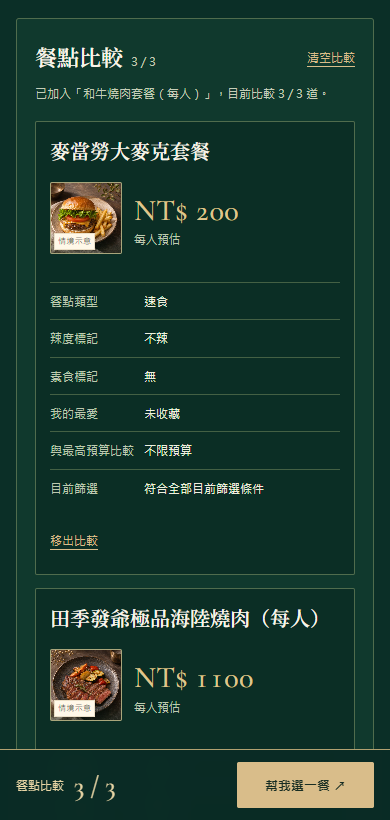 餐點比較 3 / 3
清空比較
已加入「和牛燒肉套餐（每人）」，目前比較 3 / 3 道。
麥當勞大麥克套餐
情境示意
NT$ 200
每人預估
餐點類型 速食
辣度標記 不辣
素食標記 無
我的最愛 未收藏
與最高預算比較 不限預算
目前篩選 符合全部目前篩選條件
移出比較
田季發爺極品海陸燒肉（每人）
情境示意
NT$ 1100
每人預估
餐點比較 3 / 3
幫我選一餐 ↗